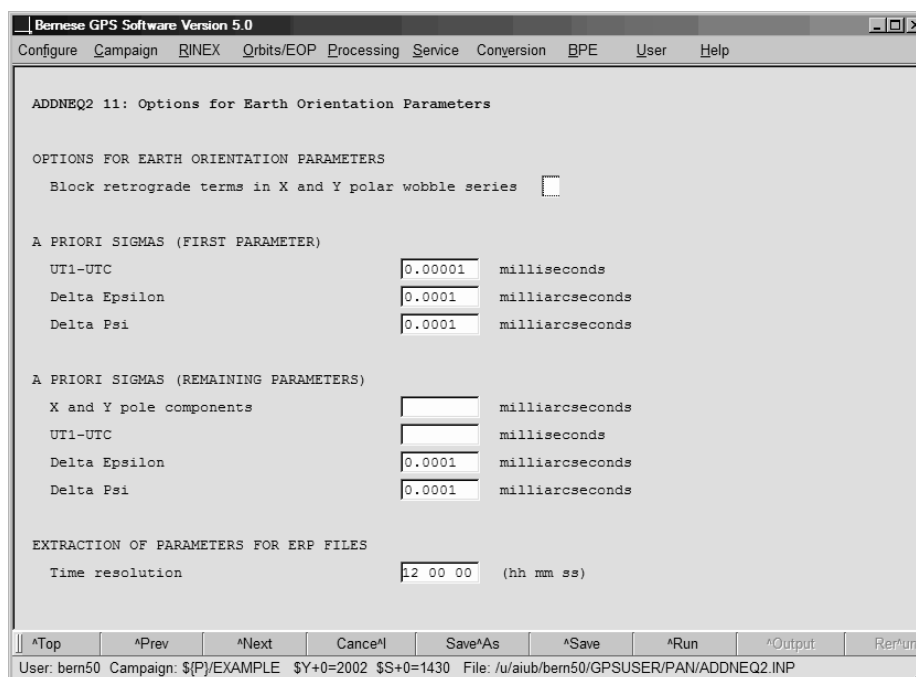 Bernese GPS Software Version 5.0
Configure Campaign RINEX Orbits/EOP Processing Service Conversion BPE User Help
ADDNEQ2 11: Options for Earth Orientation Parameters
OPTIONS FOR EARTH ORIENTATION PARAMETERS
Block retrograde terms in X and Y polar wobble series
A PRIORI SIGMAS (FIRST PARAMETER)
UT1-UTC 0.00001 milliseconds
Delta Epsilon 0.0001 milliarcseconds
Delta Psi 0.0001 milliarcseconds
A PRIORI SIGMAS (REMAINING PARAMETERS)
X and Y pole components milliarcseconds
UT1-UTC milliseconds
Delta Epsilon 0.0001 milliarcseconds
Delta Psi 0.0001 milliarcseconds
EXTRACTION OF PARAMETERS FOR ERP FILES
Time resolution 12 00 00 (hh mm ss)
^Top ^Prev ^Next Cance^l Save^As ^Save ^Run ^Output Rer^un
User: bern50 Campaign: ${P}/EXAMPLE $Y+0=2002 $S+0=1430 File: /u/aiub/bern50/GPSUSER/PAN/ADDNEQ2.INP